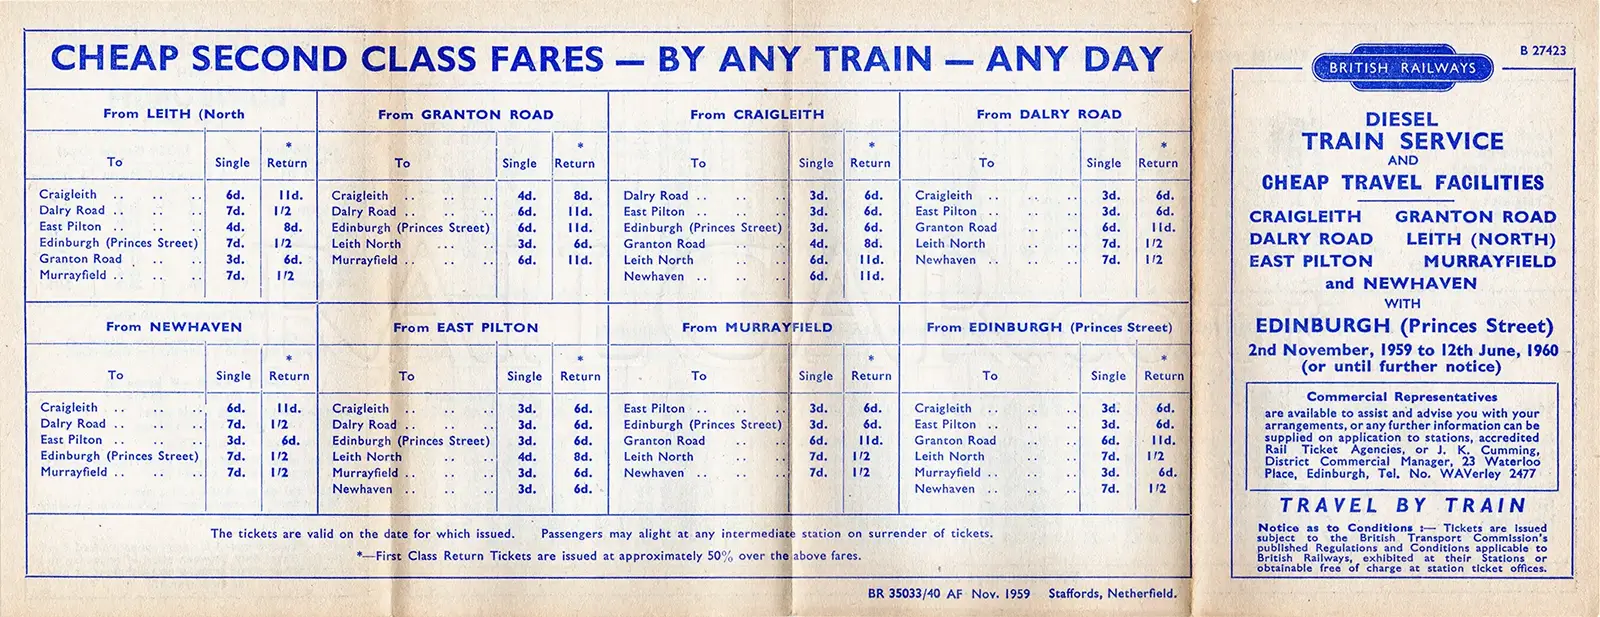 CHEAP SECOND CLASS FARES — BY ANY TRAIN — ANY DAY
From LEITH (North
To Single * Return
Craigleith .. .. .. 6d. 11d.
Dalry Road .. .. .. 7d. 1/2
East Pilton .. .. .. 4d. 8d.
Edinburgh (Princes Street) 7d. 1/2
Granton Road .. .. .. 3d. 6d.
Murrayfield .. .. .. 7d. 1/2
From GRANTON ROAD
To Single * Return
Craigleith .. .. .. 4d. 8d.
Dalry Road .. .. .. 6d. 11d.
Edinburgh (Princes Street) 6d. 11d.
Leith North ... .. 3d. 6d.
Murrayfield .. .. .. 6d. 11d.
From CRAIGLEITH
To Single * Return
Dalry Road .. .. .. 3d. 6d.
East Pilton .. .. .. 3d. 6d.
Edinburgh (Princes Street) 3d. 6d.
Granton Road .. .. 4d. 8d.
Leith North .. .. 6d. 11d.
Newhaven .. .. .. 6d. 11d.
From DALRY ROAD
To Single * Return
Craigleith .. .. .. 3d. 6d.
East Pilton .. .. .. 3d. 6d.
Granton Road .. .. 6d. 11d.
Leith North .. .. 7d. 1/2
Newhaven .. .. .. 7d. 1/2
From NEWHAVEN
To Single * Return
Craigleith .. .. .. 6d. 11d.
Dalry Road .. .. .. 7d. 1/2
East Pilton .. .. .. 3d. 6d.
Edinburgh (Princes Street) 7d. 1/2
Murrayfield .. .. .. 7d. 1/2
From EAST PILTON
To Single * Return
Craigleith .. .. .. 3d. 6d.
Dalry Road .. .. .. 3d. 6d.
Edinburgh (Princes Street) 3d. 6d.
Leith North .. .. 4d. 8d.
Murrayfield .. .. .. 3d. 6d.
Newhaven .. .. .. 3d. 6d.
From MURRAYFIELD
To Single * Return
East Pilton .. .. .. 3d. 6d.
Edinburgh (Princes Street) 3d. 6d.
Granton Road .. .. 6d. 11d.
Leith North .. .. 7d. 1/2
Newhaven .. .. .. 7d. 1/2
From EDINBURGH (Princes Street)
To Single * Return
Craigleith .. .. .. 3d. 6d.
East Pilton .. .. .. 3d. 6d.
Granton Road .. .. 6d. 11d.
Leith North .. .. 7d. 1/2
Murrayfield .. .. .. 3d. 6d.
Newhaven .. .. .. 7d. 1/2
The tickets are valid on the date for which issued. Passengers may alight at any intermediate station on surrender of tickets.
*—First Class Return Tickets are issued at approximately 50% over the above fares.
BR 35033/40 AF Nov. 1959 Staffords, Netherfield.
B 27423
BRITISH RAILWAYS
DIESEL
TRAIN SERVICE
AND
CHEAP TRAVEL FACILITIES
CRAIGLEITH GRANTON ROAD
DALRY ROAD LEITH (NORTH)
EAST PILTON MURRAYFIELD
and NEWHAVEN
WITH
EDINBURGH (Princes Street)
2nd November, 1959 to 12th June, 1960
(or until further notice)
Commercial Representatives
are available to assist and advise you with your
arrangements, or any further information can be
supplied on application to stations, accredited
Rail Ticket Agencies, or J. K. Cumming,
District Commercial Manager, 23 Waterloo
Place, Edinburgh, Tel. No. WAVerley 2477
TRAVEL BY TRAIN
Notice as to Conditions :— Tickets are issued
subject to the British Transport Commission's
published Regulations and Conditions applicable to
British Railways, exhibited at their Stations or
obtainable free of charge at station ticket offices.